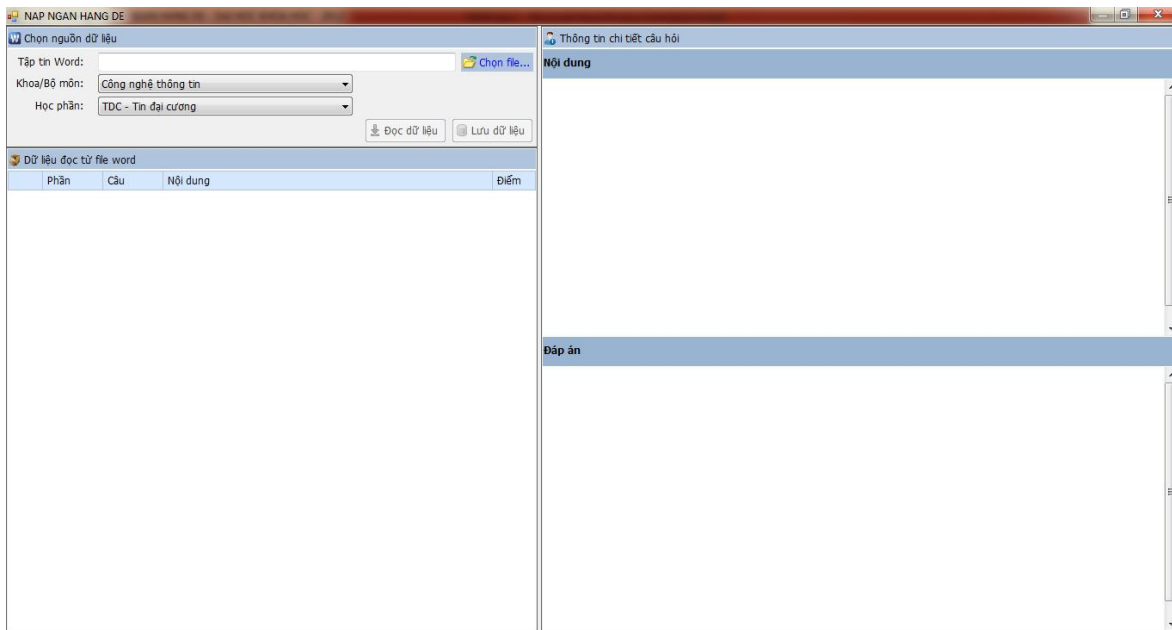 NAP NGAN HANG DE
Chọn nguồn dữ liệu
Tập tin Word:
Chọn file...
Khoa/Bộ môn:
Công nghệ thông tin
Học phần:
TDC - Tin đại cương
Đọc dữ liệu
Lưu dữ liệu
Dữ liệu đọc từ file word
Phần Câu Nội dung Điểm
Thông tin chi tiết câu hỏi
Nội dung
Đáp án